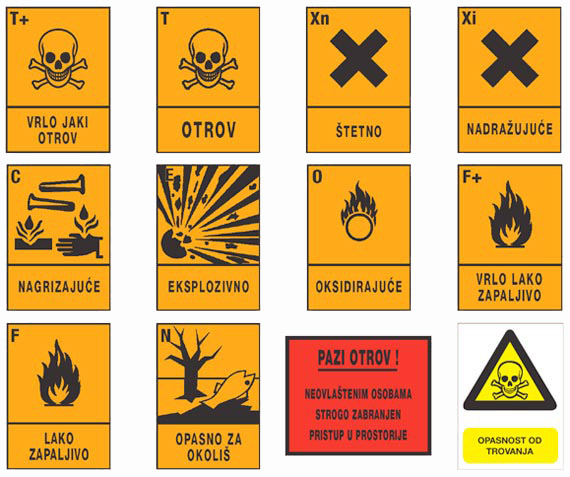 T+
VRLO JAKI
OTROV
T
OTROV
Xn
ŠTETNO
Xi
NADRAŽUJUĆE
C
NAGRIZAJUĆE
E
EKSPLOZIVNO
O
OKSIDIRAJUĆE
F+
VRLO LAKO
ZAPALJIVO
F
LAKO
ZAPALJIVO
N
OPASNO ZA
OKOLIŠ
PAZI OTROV !
NEOVLAŠTENIM OSOBAMA
STROGO ZABRANJEN
PRISTUP U PROSTORIJE
OPASNOST OD
TROVANJA